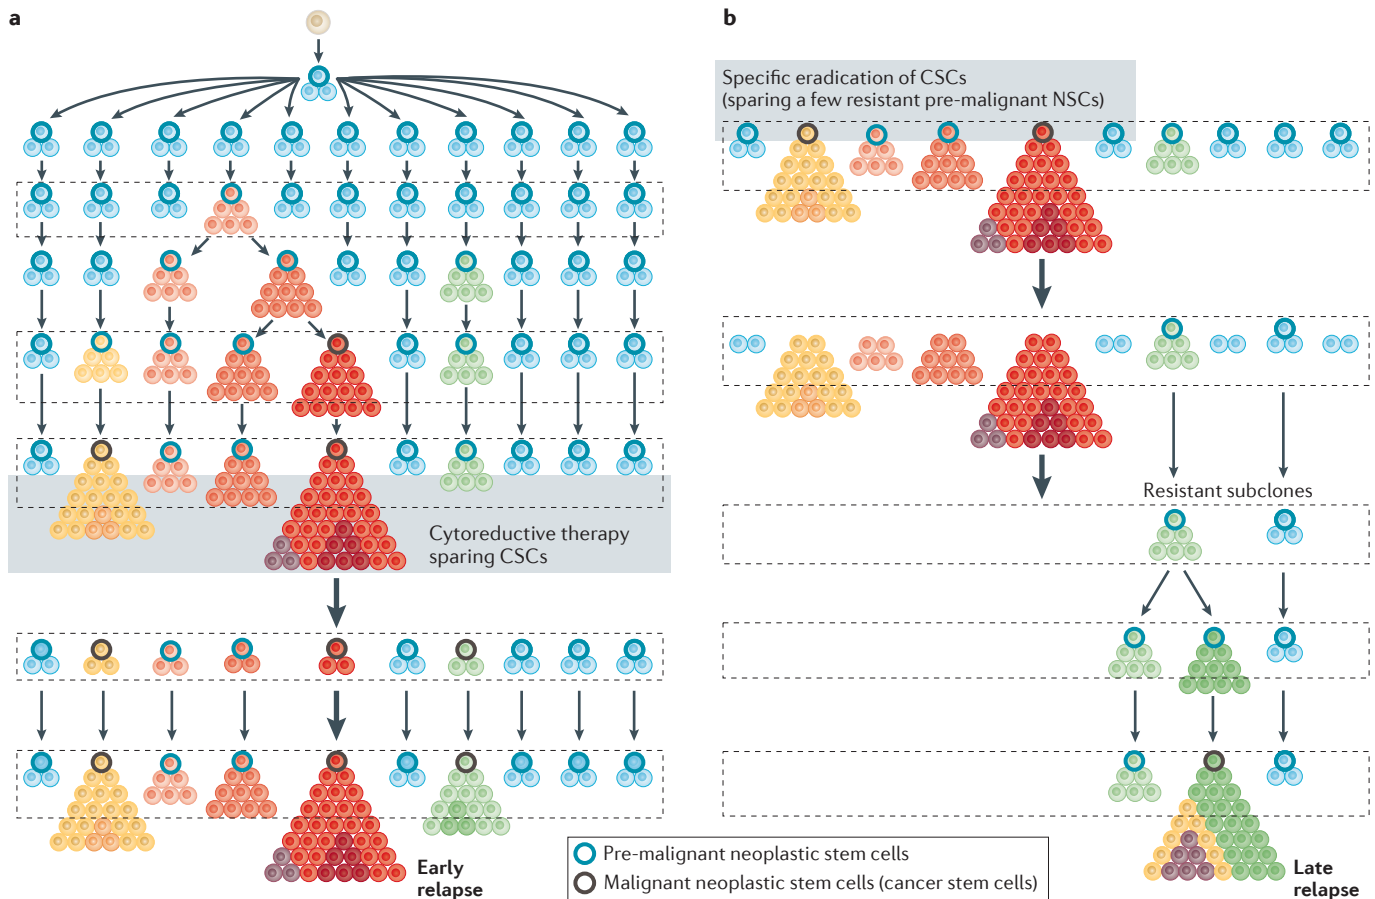 a
b
Specific eradication of CSCs
(sparing a few resistant pre-malignant NSCs)
Resistant subclones
Cytoreductive therapy
sparing CSCs
Early
relapse
Pre-malignant neoplastic stem cells
Malignant neoplastic stem cells (cancer stem cells)
Late
relapse